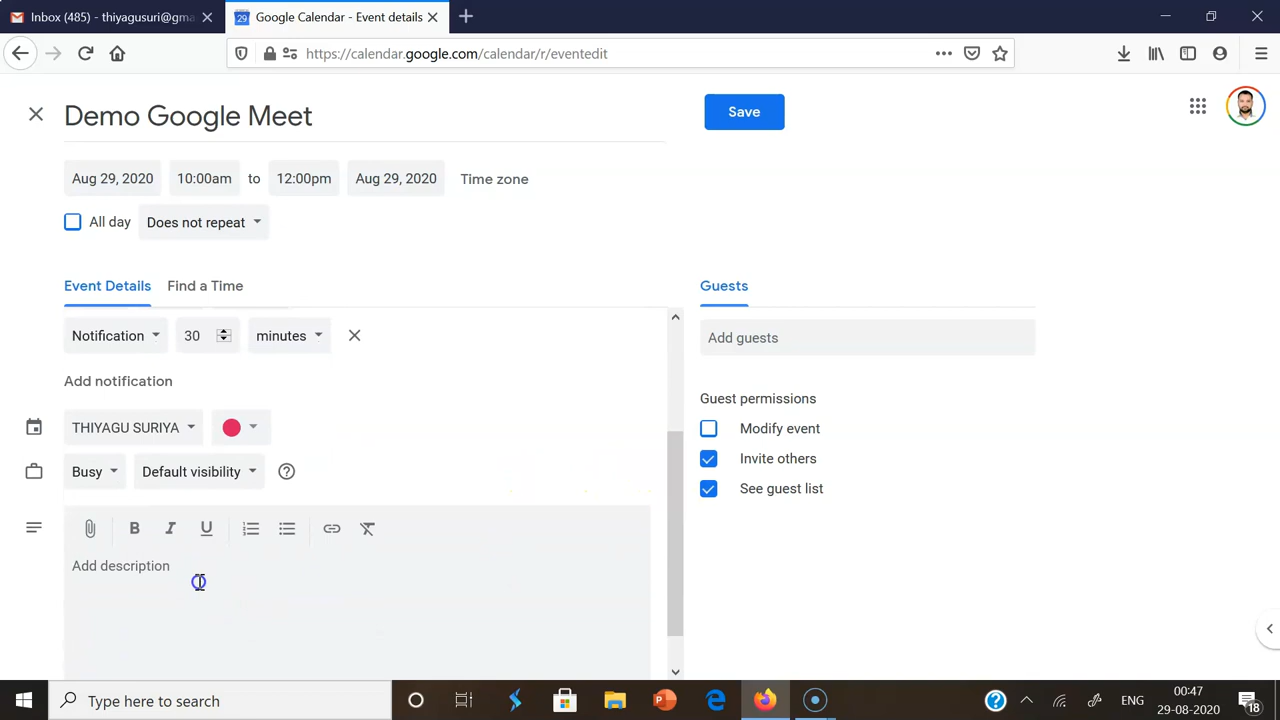 Inbox (485) - thiyagusuri@gma
Google Calendar - Event details
https://calendar.google.com/calendar/r/eventedit
Demo Google Meet
Save
Aug 29, 2020 10:00am to 12:00pm Aug 29, 2020 Time zone
All day Does not repeat
Event Details Find a Time
Guests
Notification 30 minutes
Add guests
Add notification
Guest permissions
THIYAGU SURIYA
Modify event
Invite others
Busy Default visibility
See guest list
B I U
Add description
Type here to search
ENG
00:47
29-08-2020
18